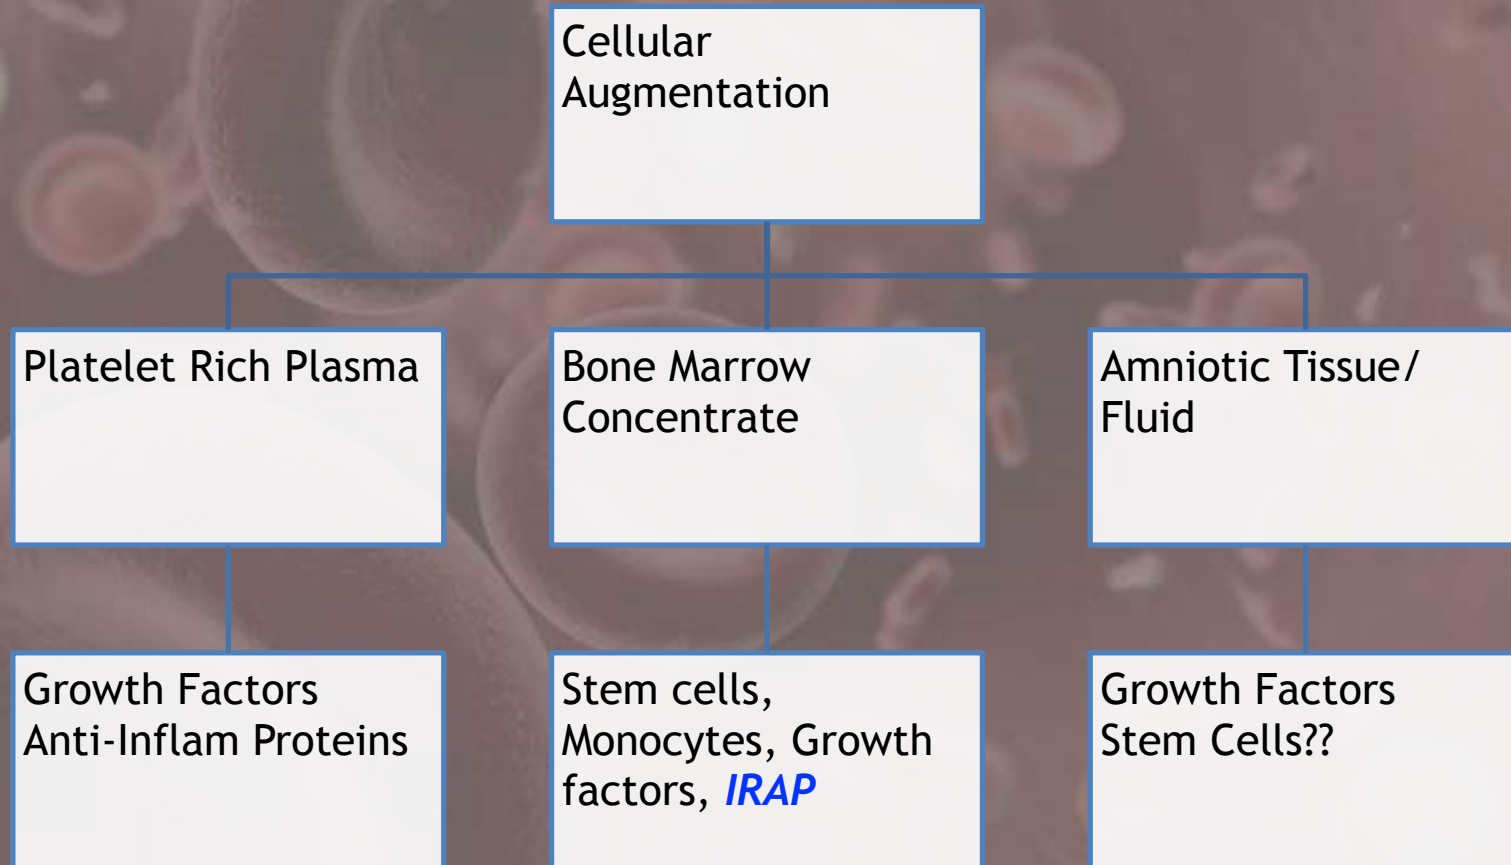 Cellular
Augmentation
Platelet Rich Plasma
Bone Marrow
Concentrate
Amniotic Tissue/
Fluid
Growth Factors
Anti-Inflam Proteins
Stem cells,
Monocytes, Growth
factors, IRAP
Growth Factors
Stem Cells??